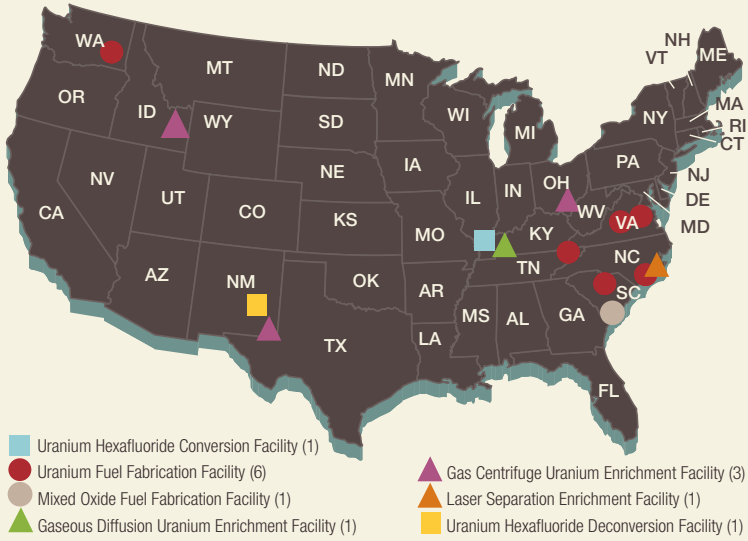 WA
MT
ND
MN
OR
ID
WY
SD
WI
MI
NY
VT
NH
ME
MA
RI
CT
NV
CA
UT
CO
NE
KS
IA
MO
IL
IN
OH
PA
NJ
DE
MD
WV
VA
KY
TN
NC
SC
AZ
NM
OK
TX
AR
LA
MS
AL
GA
FL
Uranium Hexafluoride Conversion Facility (1)
Uranium Fuel Fabrication Facility (6)
Mixed Oxide Fuel Fabrication Facility (1)
Gaseous Diffusion Uranium Enrichment Facility (1)
Gas Centrifuge Uranium Enrichment Facility (3)
Laser Separation Enrichment Facility (1)
Uranium Hexafluoride Deconversion Facility (1)